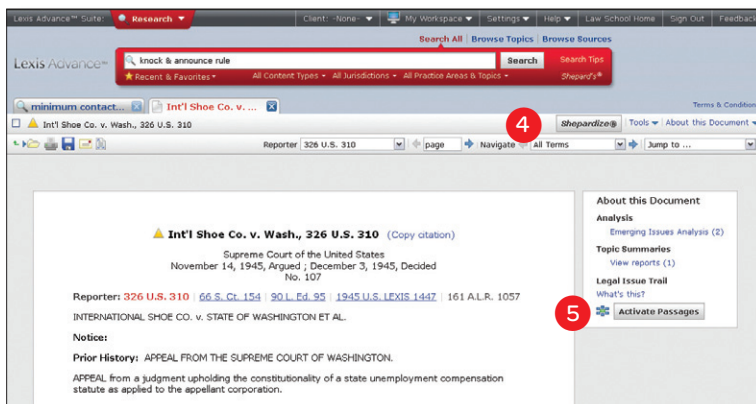 Lexis Advance™ Suite: Research Client: -None- My Workspace Settings Help Law School Home Sign Out Feedback
Search All | Browse Topics | Browse Sources
Lexis Advance™ knock & announce rule Search Search Tips
Recent & Favorites All Content Types All Jurisdictions All Practice Areas & Topics Shepard's®
minimum contact... Int'l Shoe Co. v. ... Terms & Condition
Int'l Shoe Co. v. Wash., 326 U.S. 310 4 Shepardize® Tools About this Document
Reporter 326 U.S. 310 page Navigate All Terms Jump to ...
Int'l Shoe Co. v. Wash., 326 U.S. 310 (Copy citation)
Supreme Court of the United States
November 14, 1945, Argued ; December 3, 1945, Decided
No. 107
Reporter: 326 U.S. 310 | 66 S. Ct. 154 | 90 L. Ed. 95 | 1945 U.S. LEXIS 1447 | 161 A.L.R. 1057
INTERNATIONAL SHOE CO. v. STATE OF WASHINGTON ET AL.
Notice:
Prior History: APPEAL FROM THE SUPREME COURT OF WASHINGTON.
APPEAL from a judgment upholding the constitutionality of a state unemployment compensation
statute as applied to the appellant corporation.
About this Document
Analysis
Emerging Issues Analysis (2)
Topic Summaries
View reports (1)
Legal Issue Trail
What's this?
5 Activate Passages